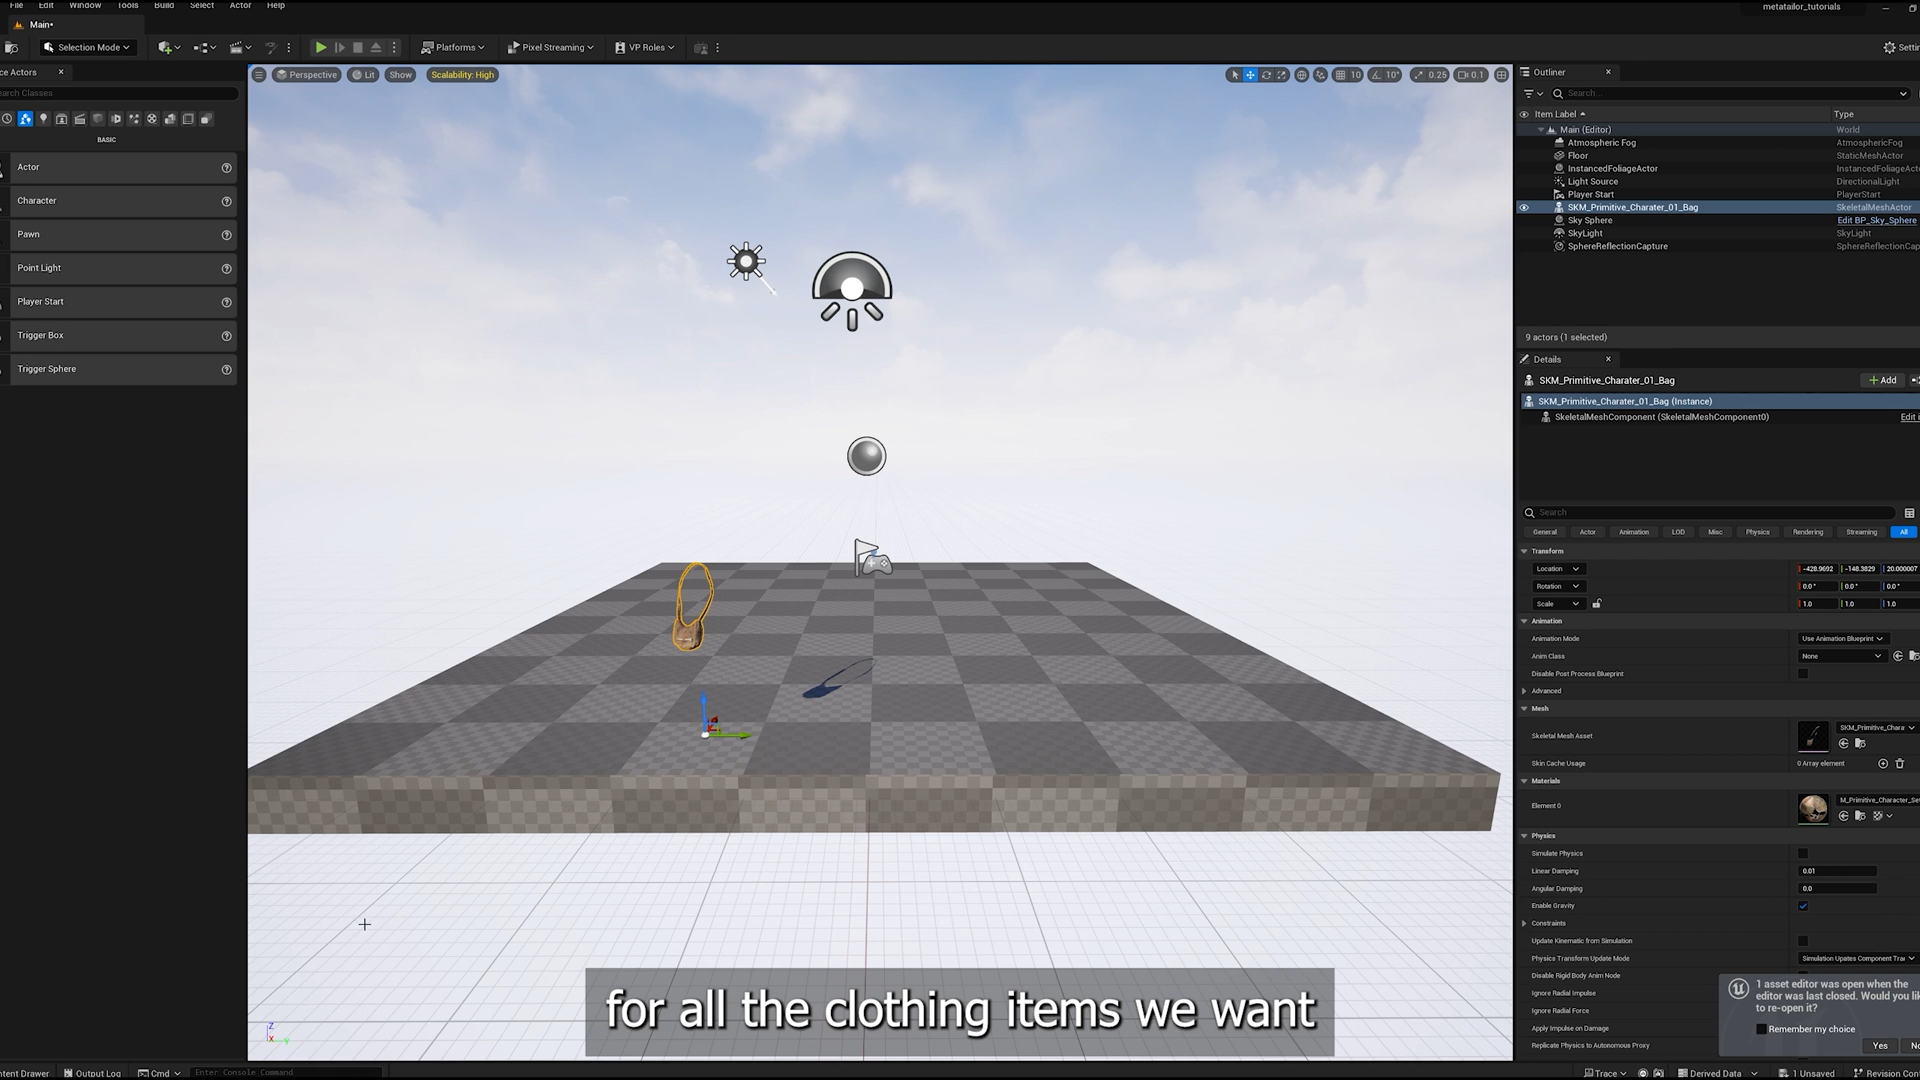 File Edit Window Tools Build Select Actor Help
metatailor_tutorials
Main•
Selection Mode
Platforms
Pixel Streaming
VP Roles
ce Actors
arch Classes
BASIC
Actor
Character
Pawn
Point Light
Player Start
Trigger Box
Trigger Sphere
Perspective Lit Show Scalability: High
10 10° 0.25 0.1
Outliner
Search...
Item Label Type
Main (Editor) World
Atmospheric Fog AtmosphericFog
Floor StaticMeshActor
InstancedFoliageActor InstancedFoliageActo
Light Source DirectionalLight
Player Start PlayerStart
SKM_Primitive_Charater_01_Bag SkeletalMeshActor
Sky Sphere Edit BP_Sky_Sphere
SkyLight SkyLight
SphereReflectionCapture SphereReflectionCap
9 actors (1 selected)
Details
SKM_Primitive_Charater_01_Bag
+ Add
SKM_Primitive_Charater_01_Bag (Instance)
SkeletalMeshComponent (SkeletalMeshComponent0) Edit i
Search
General Actor Animation LOD Misc Physics Rendering Streaming All
Transform
Location -428.9692 -148.3829 20.000007
Rotation 0.0° 0.0° 0.0°
Scale 1.0 1.0 1.0
Animation
Animation Mode Use Animation Blueprint
Anim Class None
Disable Post Process Blueprint
Advanced
Mesh
Skeletal Mesh Asset SKM_Primitive_Chara
Skin Cache Usage 0 Array element
Materials
Element 0 M_Primitive_Character_Se
Physics
Simulate Physics
Linear Damping 0.01
Angular Damping 0.0
Enable Gravity
Constraints
Update Kinematic from Simulation
Physics Transform Update Mode Simulation Upates Component Tra
Disable Rigid Body Anim Node
Ignore Radial Impulse
Ignore Radial Force
Apply Impulse on Damage
Replicate Physics to Autonomous Proxy
1 asset editor was open when the
editor was last closed. Would you lik
to re-open it?
Remember my choice
Yes No
for all the clothing items we want
Z
X
Y
ntent Drawer Output Log Cmd Enter Console Command
Trace Derived Data 1 Unsaved Revision Con
Settin